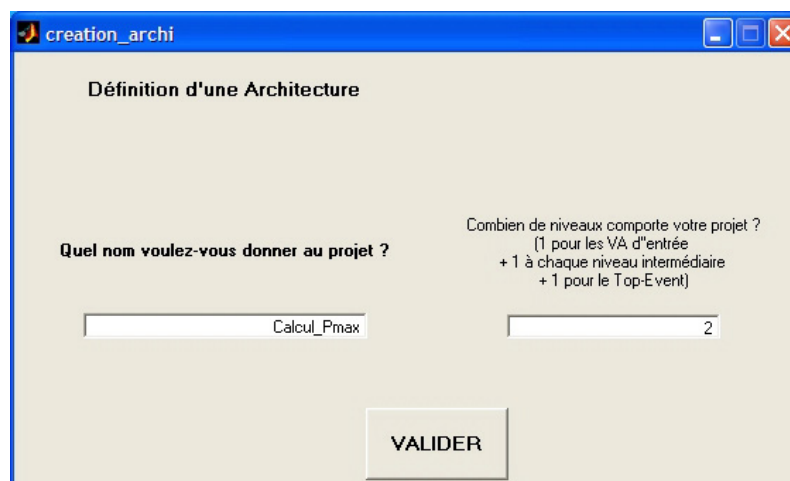 creation_archi
Définition d'une Architecture
Quel nom voulez-vous donner au projet ?
Combien de niveaux comporte votre projet ?
(1 pour les VA d''entrée
+ 1 à chaque niveau intermédiaire
+ 1 pour le Top-Event)
Calcul_Pmax
2
VALIDER